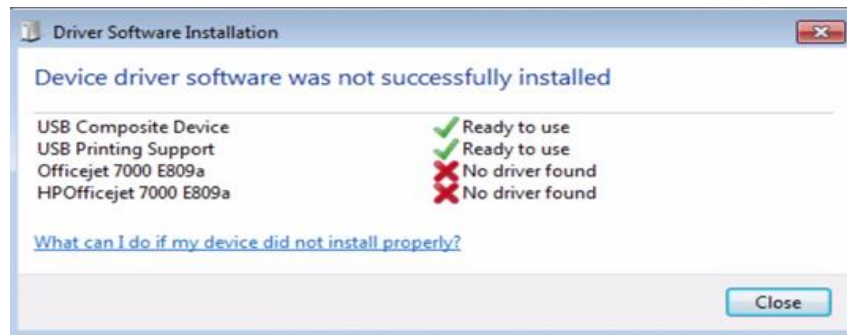 Driver Software Installation
Device driver software was not successfully installed
USB Composite Device Ready to use
USB Printing Support Ready to use
Officejet 7000 E809a No driver found
HPOfficejet 7000 E809a No driver found
What can I do if my device did not install properly?
Close